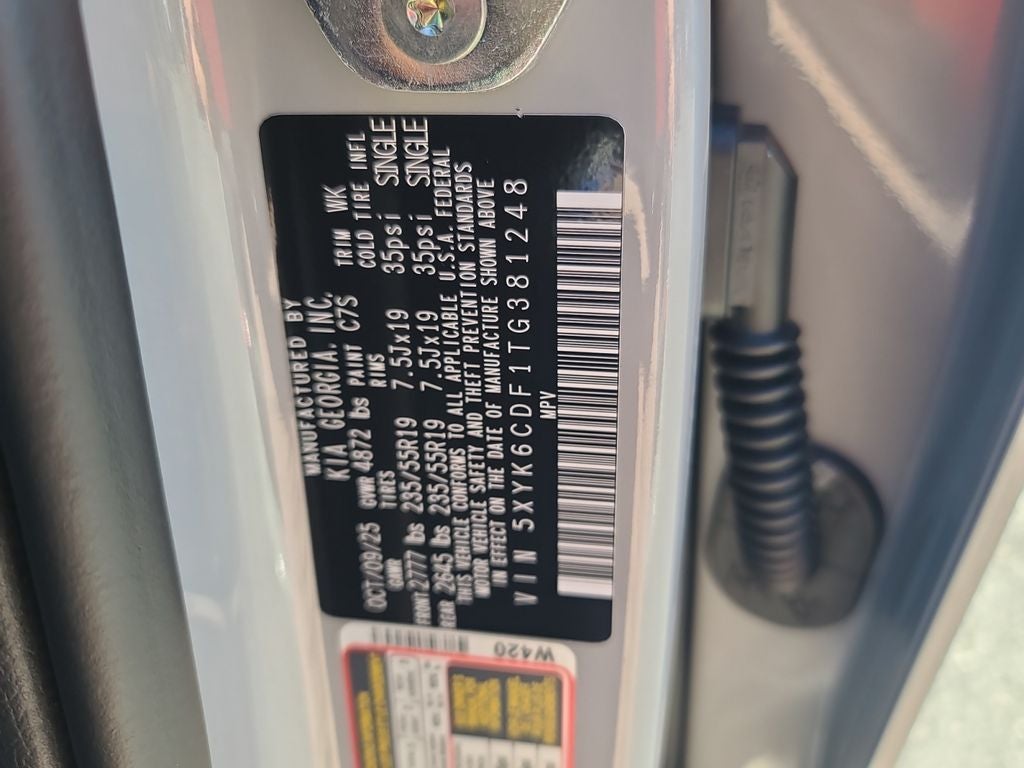 MANUFACTURED BY
KIA GEORGIA. INC.
OCT/09/25 GVWR 4872 lbs PAINT C7S TRIM WK
GAWR TIRES RIMS COLD TIRE INFL
FRONT 2777 lbs 235/55R19 7.5Jx19 35psi SINGLE
REAR 2645 lbs 235/55R19 7.5Jx19 35psi SINGLE
THIS VEHICLE CONFORMS TO ALL APPLICABLE U.S.A. FEDERAL
MOTOR VEHICLE SAFETY AND THEFT PREVENTION STANDARDS
IN EFFECT ON THE DATE OF MANUFACTURE SHOWN ABOVE
VIN 5XYK6CDF1TG381248
MPV
W420